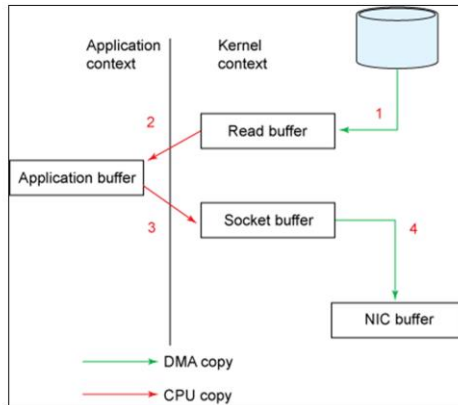 Application
context
Kernel
context
1
2
Read buffer
Application buffer
3
Socket buffer
4
NIC buffer
DMA copy
CPU copy